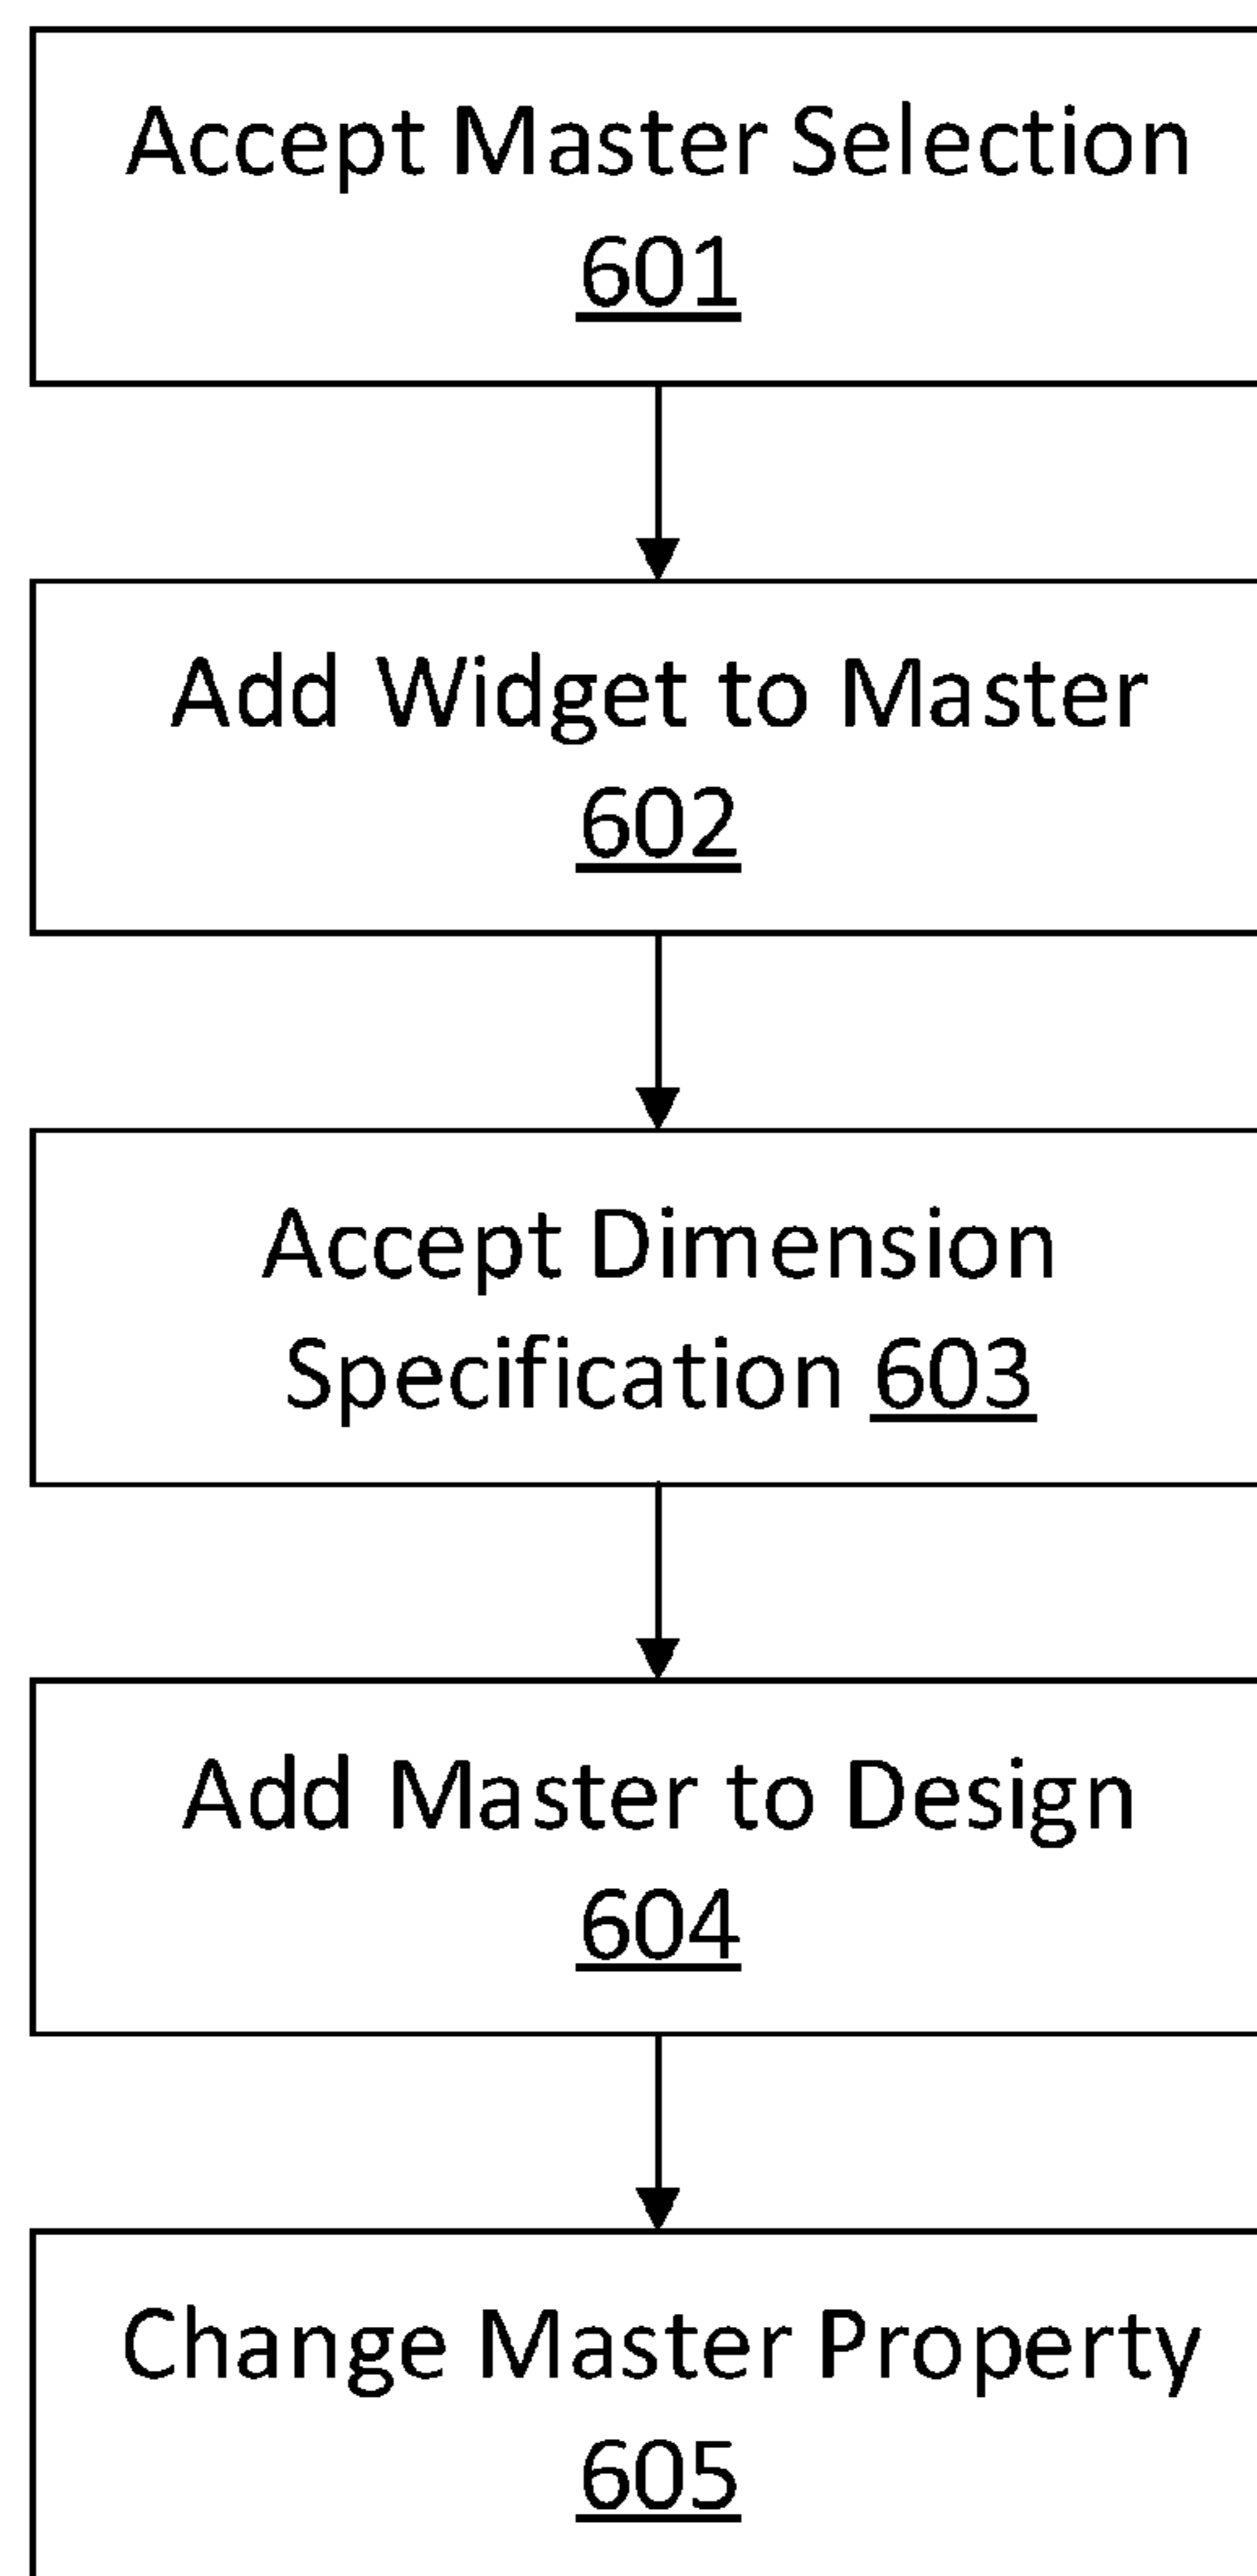 Accept Master Selection
601
Add Widget to Master
602
Accept Dimension
Specification 603
Add Master to Design
604
Change Master Property
605